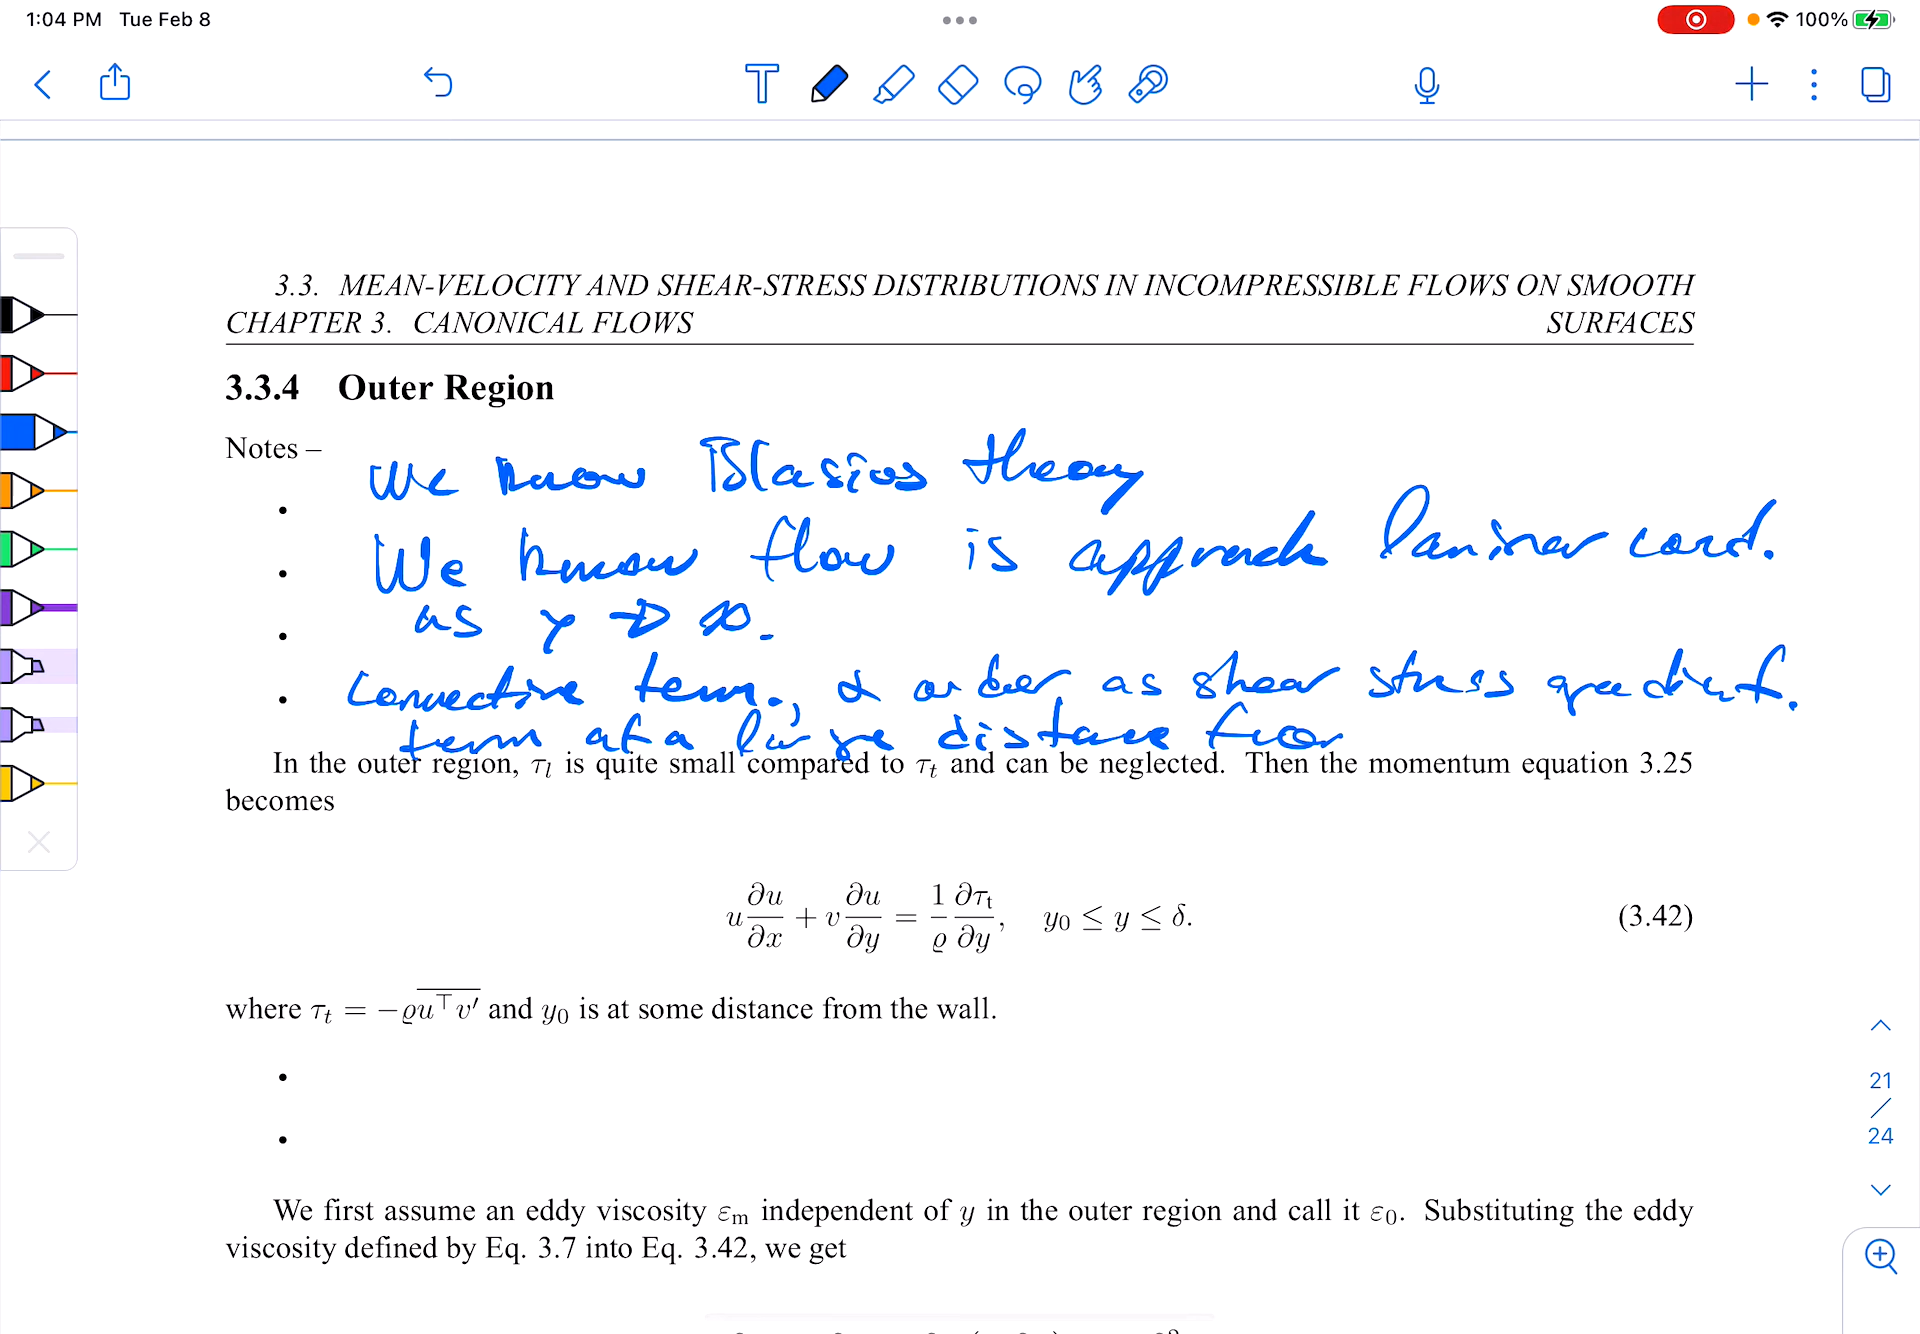 1:04 PM Tue Feb 8 100%
3.3. MEAN-VELOCITY AND SHEAR-STRESS DISTRIBUTIONS IN INCOMPRESSIBLE FLOWS ON SMOOTH
CHAPTER 3. CANONICAL FLOWS SURFACES
3.3.4 Outer Region
Notes –
We know Blasius theory
• We know flow is approach laminar cond.
• as y → ∞.
• convective term., & order as shear stress gradient.
term at a large distance from
In the outer region, τ_l is quite small compared to τ_t and can be neglected. Then the momentum equation 3.25
becomes
u ∂u/∂x + v ∂u/∂y = 1/ϱ ∂τ_t/∂y, y₀ ≤ y ≤ δ. (3.42)
where τ_t = −ϱ\overline{u^⊤v′} and y₀ is at some distance from the wall.
•
•
21
/
24
We first assume an eddy viscosity ε_m independent of y in the outer region and call it ε₀. Substituting the eddy
viscosity defined by Eq. 3.7 into Eq. 3.42, we get